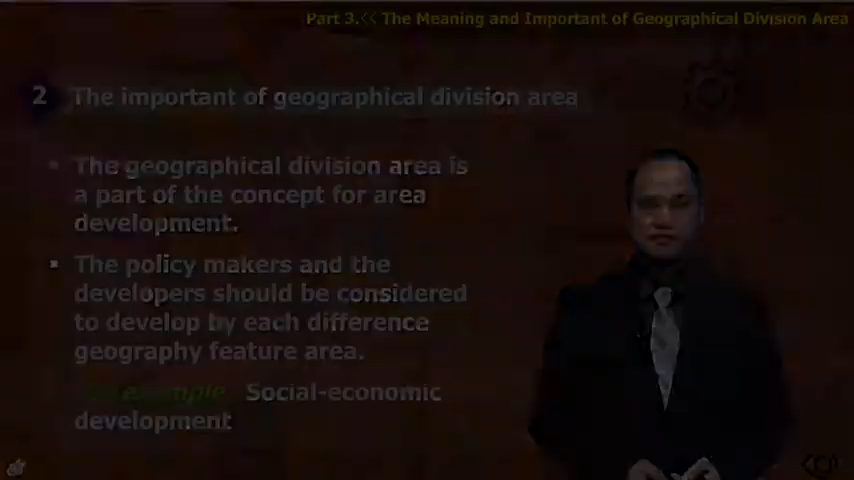 Part 3.<< The Meaning and Important of Geographical Division Area
2 The important of geographical division area
▪ The geographical division area is
a part of the concept for area
development.
▪ The policy makers and the
developers should be considered
to develop by each difference
geography feature area.
example Social-economic
development